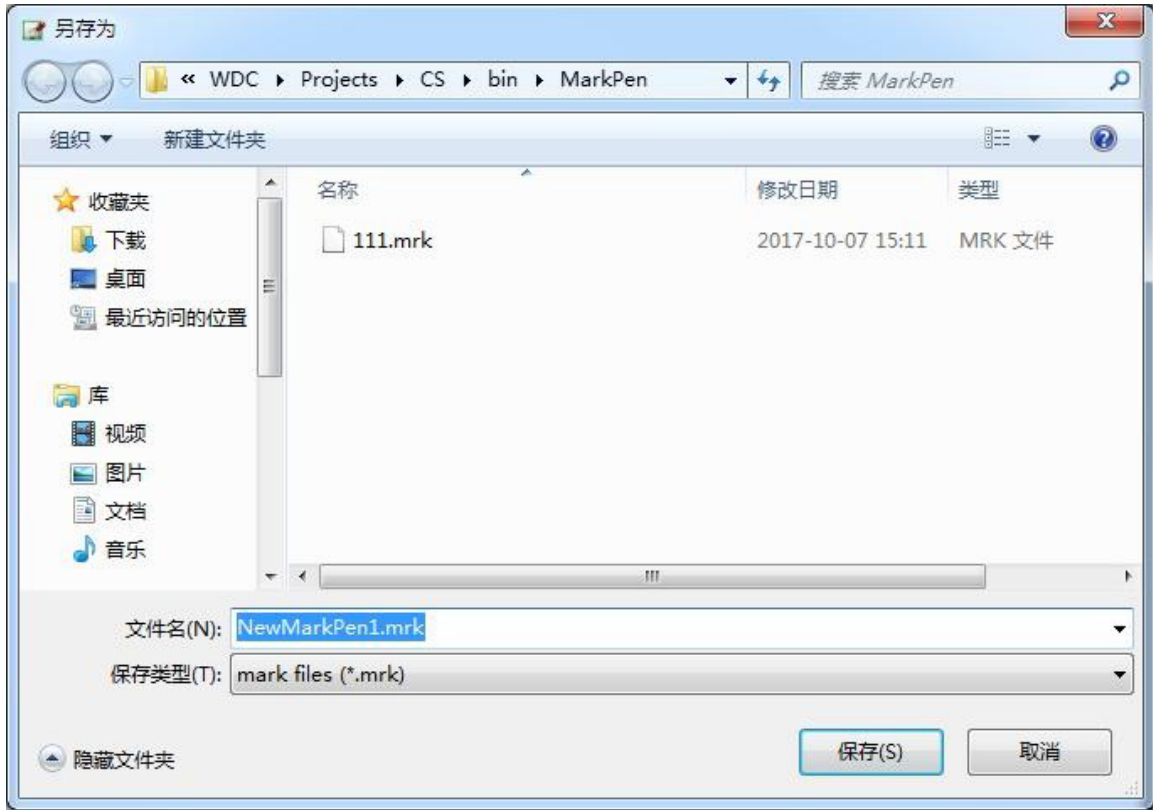 另存为
« WDC ▸ Projects ▸ CS ▸ bin ▸ MarkPen
搜索 MarkPen
组织 新建文件夹
名称 修改日期 类型
111.mrk 2017-10-07 15:11 MRK 文件
收藏夹
下载
桌面
最近访问的位置
库
视频
图片
文档
音乐
文件名(N): NewMarkPen1.mrk
保存类型(T): mark files (*.mrk)
隐藏文件夹 保存(S) 取消